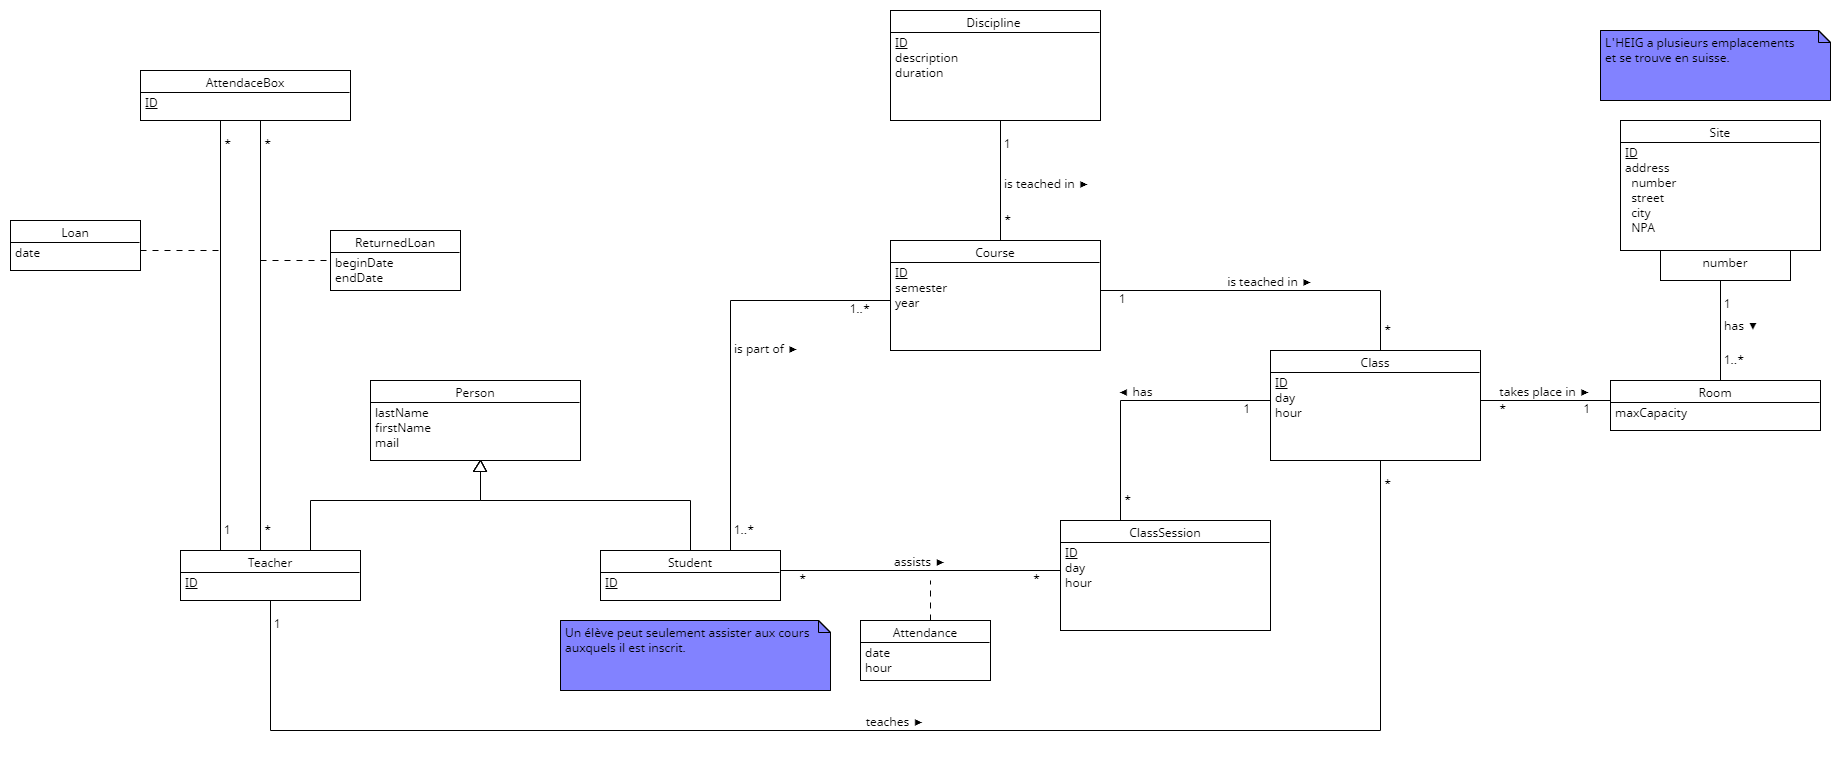 Discipline
ID
description
duration
L'HEIG a plusieurs emplacements
et se trouve en suisse.
AttendaceBox
ID
*
*
1
is teached in ►
*
Site
ID
address
number
street
city
NPA
number
Loan
date
ReturnedLoan
beginDate
endDate
Course
ID
semester
year
is teached in ►
1
*
1..*
is part of ►
1
has ▼
1..*
Person
lastName
firstName
mail
Class
ID
day
hour
◄ has
1
*
takes place in ►
*
1
Room
maxCapacity
*
1
*
1..*
Teacher
ID
Student
ID
assists ►
*
*
ClassSession
ID
day
hour
1
Un élève peut seulement assister aux cours
auxquels il est inscrit.
Attendance
date
hour
teaches ►